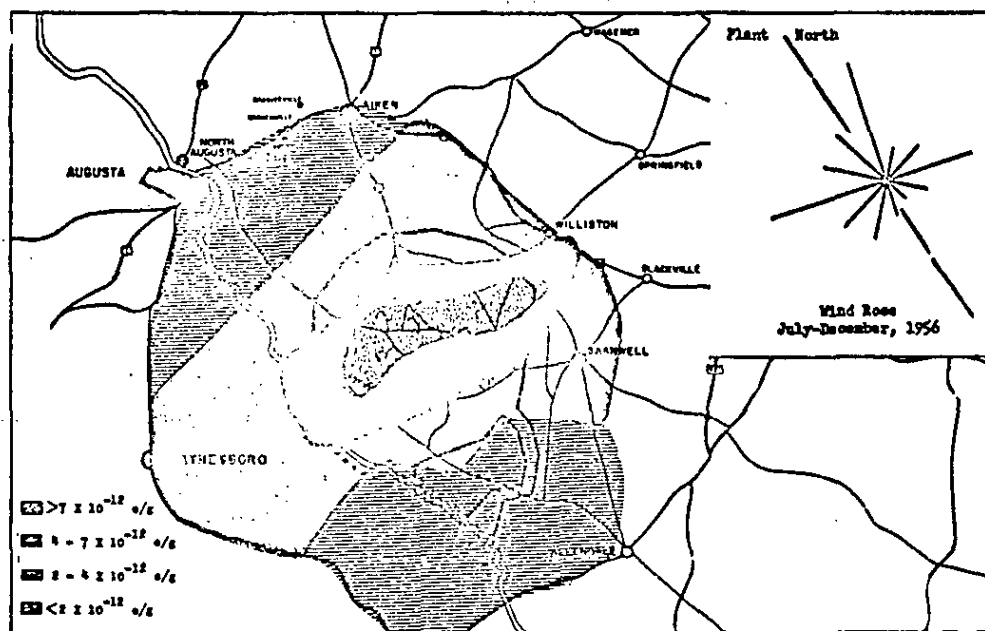 WAGENER
Plant North
AIKEN
NORTH
AUGUSTA
AUGUSTA
SPRINGFIELD
WILLISTON
BLACKVILLE
Wind Rose
July-December, 1956
BARNWELL
>7 X 10⁻¹² c/g
4 - 7 X 10⁻¹² c/g
2 - 4 X 10⁻¹² c/g
<2 X 10⁻¹² c/g